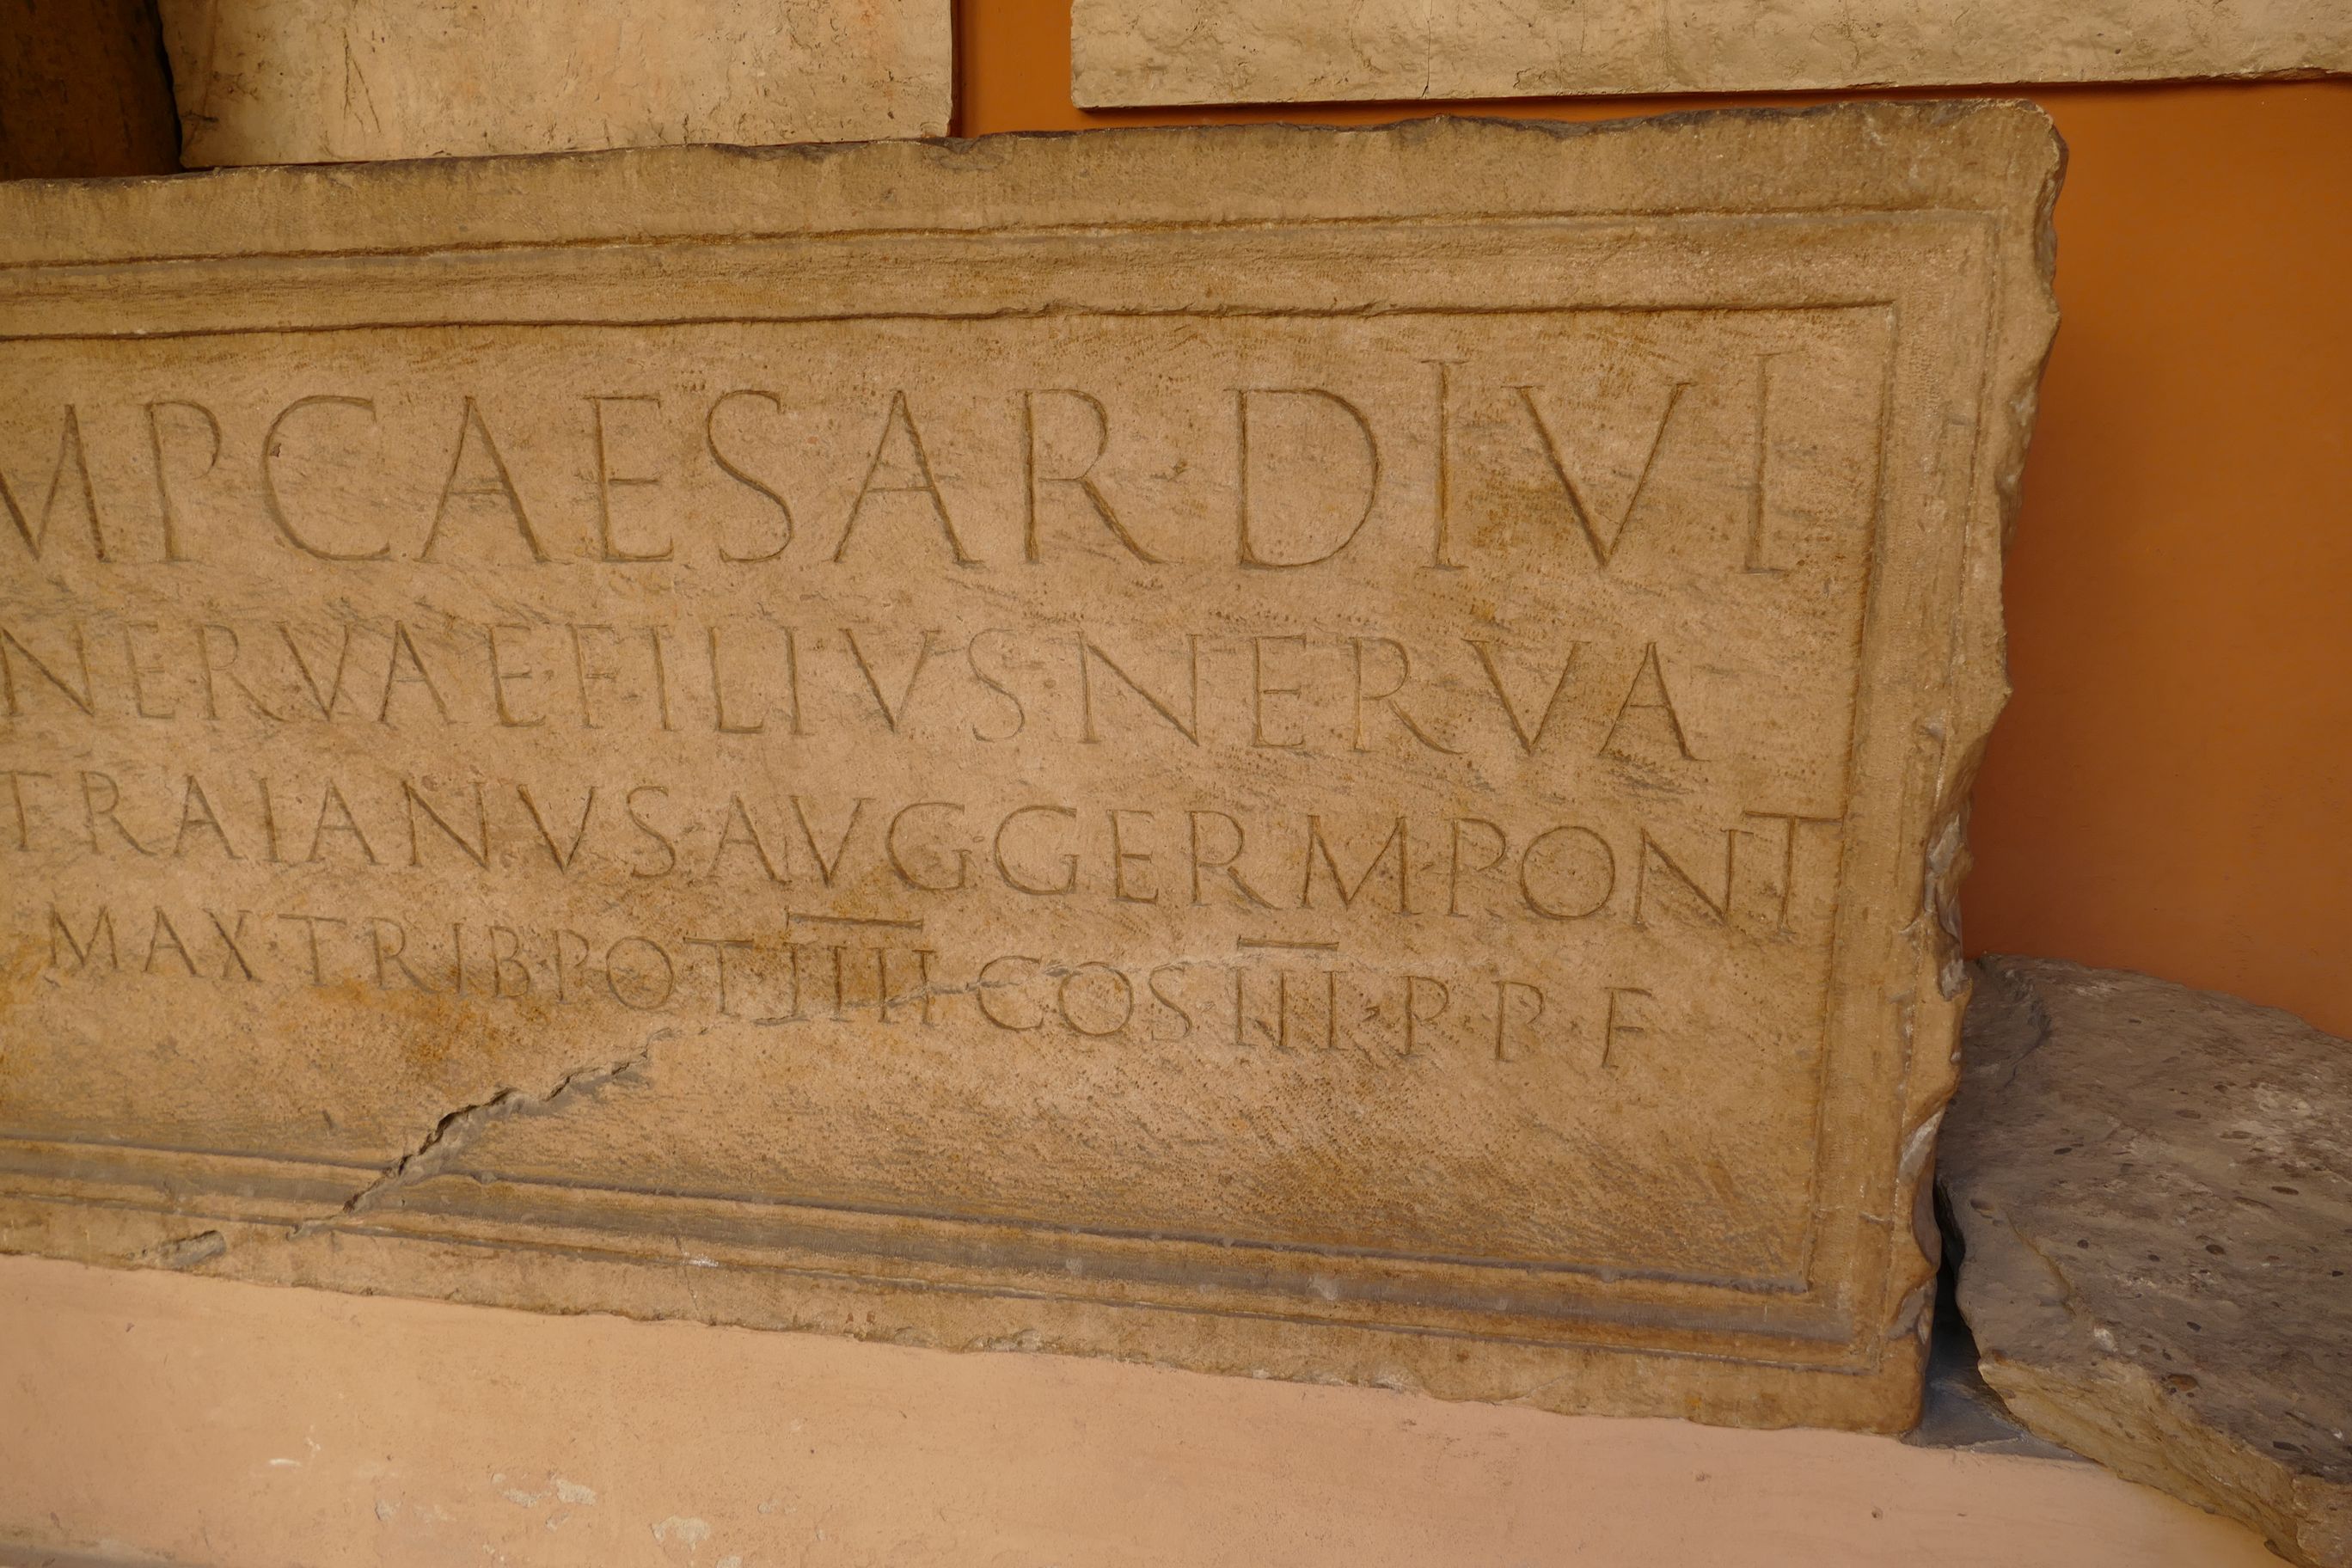 MP CAESAR · DIVI
NERVAE · FILIVS · NERVA
TRAIANVS · AVG GERM · PONT
MAX TRIB POT IIII COS III · P · P · F